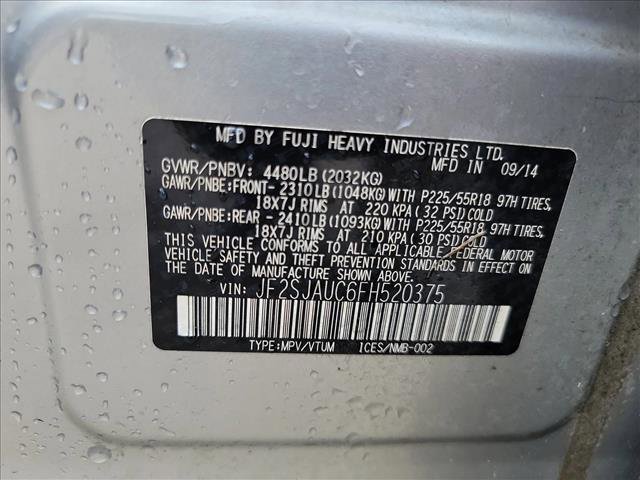 MFD BY FUJI HEAVY INDUSTRIES LTD.
MFD IN 09/14
GVWR/PNBV: 4480LB (2032KG)
GAWR/PNBE:FRONT- 2310LB (1048KG) WITH P225/55R18 97H TIRES,
18X7J RIMS AT 220 KPA (32 PSI) COLD
GAWR/PNBE:REAR - 2410LB (1093KG) WITH P225/55R18 97H TIRES,
18X7J RIMS AT 210 KPA (30 PSI) COLD
THIS VEHICLE CONFORMS TO ALL APPLICABLE FEDERAL MOTOR
VEHICLE SAFETY AND THEFT PREVENTION STANDARDS IN EFFECT ON
THE DATE OF MANUFACTURE SHOWN ABOVE.
VIN: JF2SJAUC6FH520375
TYPE:MPV/VTUM ICES/NMB-002